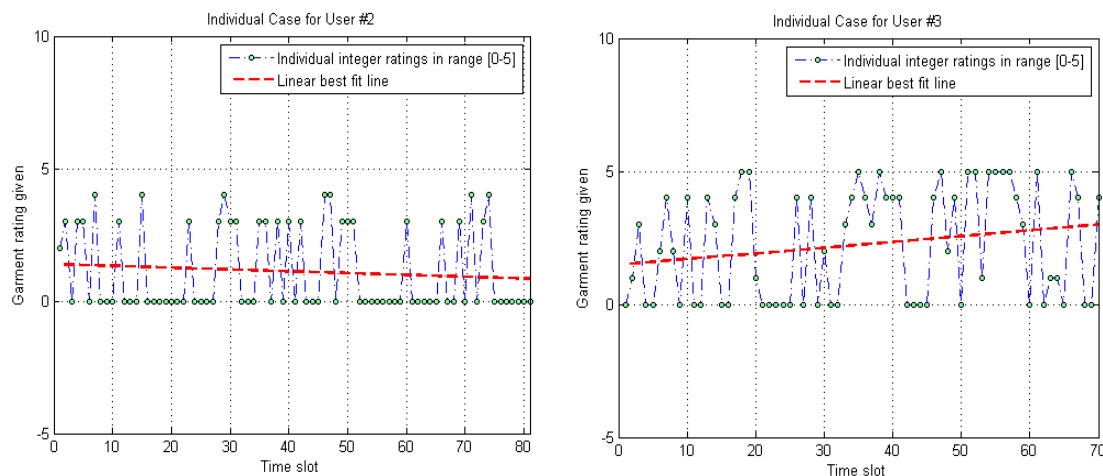 Individual Case for User #2
10
5
0
-5
Garment rating given
Individual integer ratings in range [0-5]
Linear best fit line
0 10 20 30 40 50 60 70 80
Time slot
Individual Case for User #3
10
5
0
-5
Garment rating given
Individual integer ratings in range [0-5]
Linear best fit line
0 10 20 30 40 50 60 70
Time slot